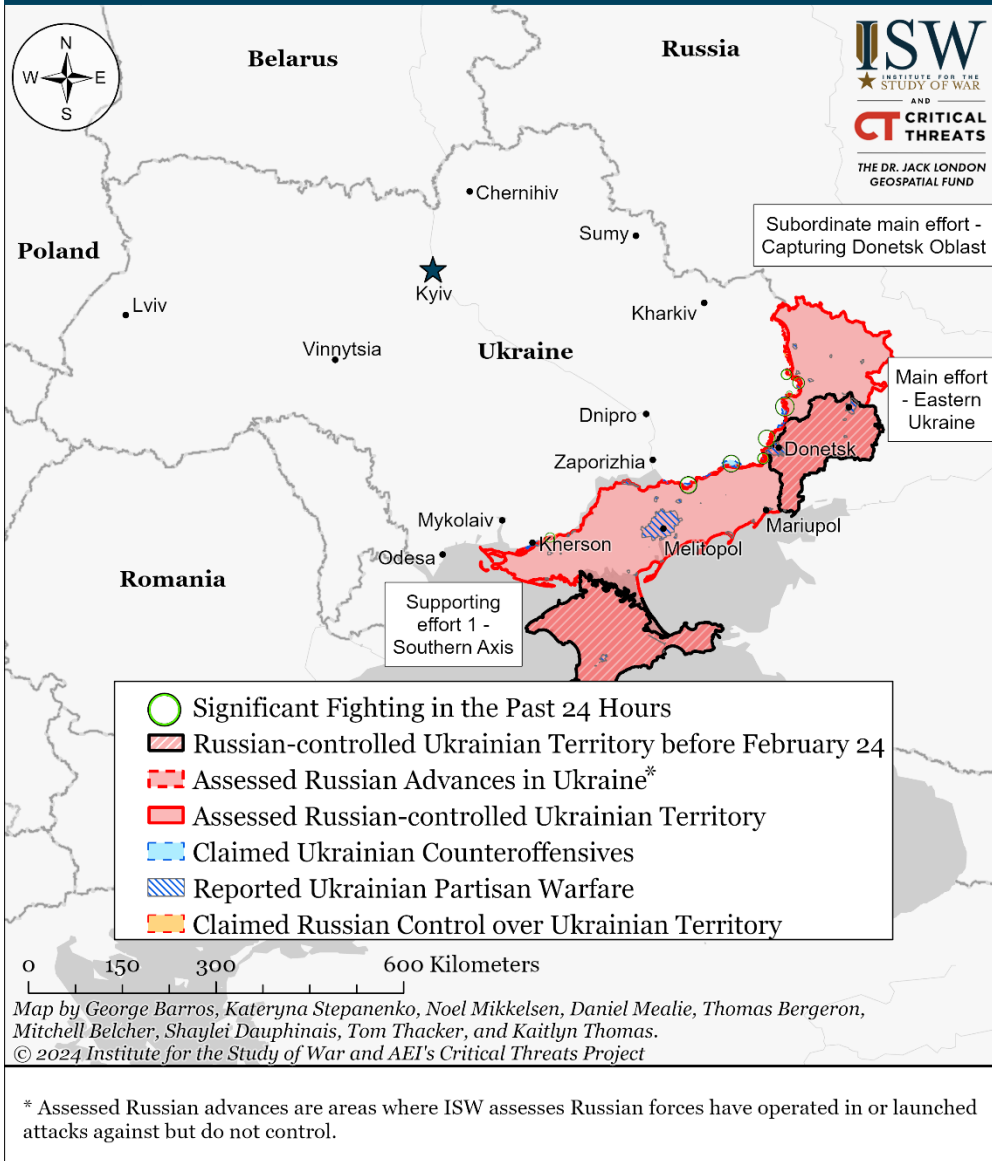 N
W E
S
Belarus
Russia
ISW
INSTITUTE FOR THE
STUDY OF WAR
AND
CT CRITICAL
THREATS
THE DR. JACK LONDON
GEOSPATIAL FUND
Chernihiv
Sumy
Subordinate main effort -
Capturing Donetsk Oblast
Poland
Kyiv
Lviv
Kharkiv
Vinnytsia
Ukraine
Main effort
- Eastern
Ukraine
Dnipro
Donetsk
Zaporizhia
Mykolaiv
Mariupol
Kherson
Melitopol
Odesa
Romania
Supporting
effort 1 -
Southern Axis
Significant Fighting in the Past 24 Hours
Russian-controlled Ukrainian Territory before February 24
Assessed Russian Advances in Ukraine*
Assessed Russian-controlled Ukrainian Territory
Claimed Ukrainian Counteroffensives
Reported Ukrainian Partisan Warfare
Claimed Russian Control over Ukrainian Territory
0 150 300 600 Kilometers
Map by George Barros, Kateryna Stepanenko, Noel Mikkelsen, Daniel Mealie, Thomas Bergeron,
Mitchell Belcher, Shaylei Dauphinais, Tom Thacker, and Kaitlyn Thomas.
© 2024 Institute for the Study of War and AEI's Critical Threats Project
* Assessed Russian advances are areas where ISW assesses Russian forces have operated in or launched
attacks against but do not control.